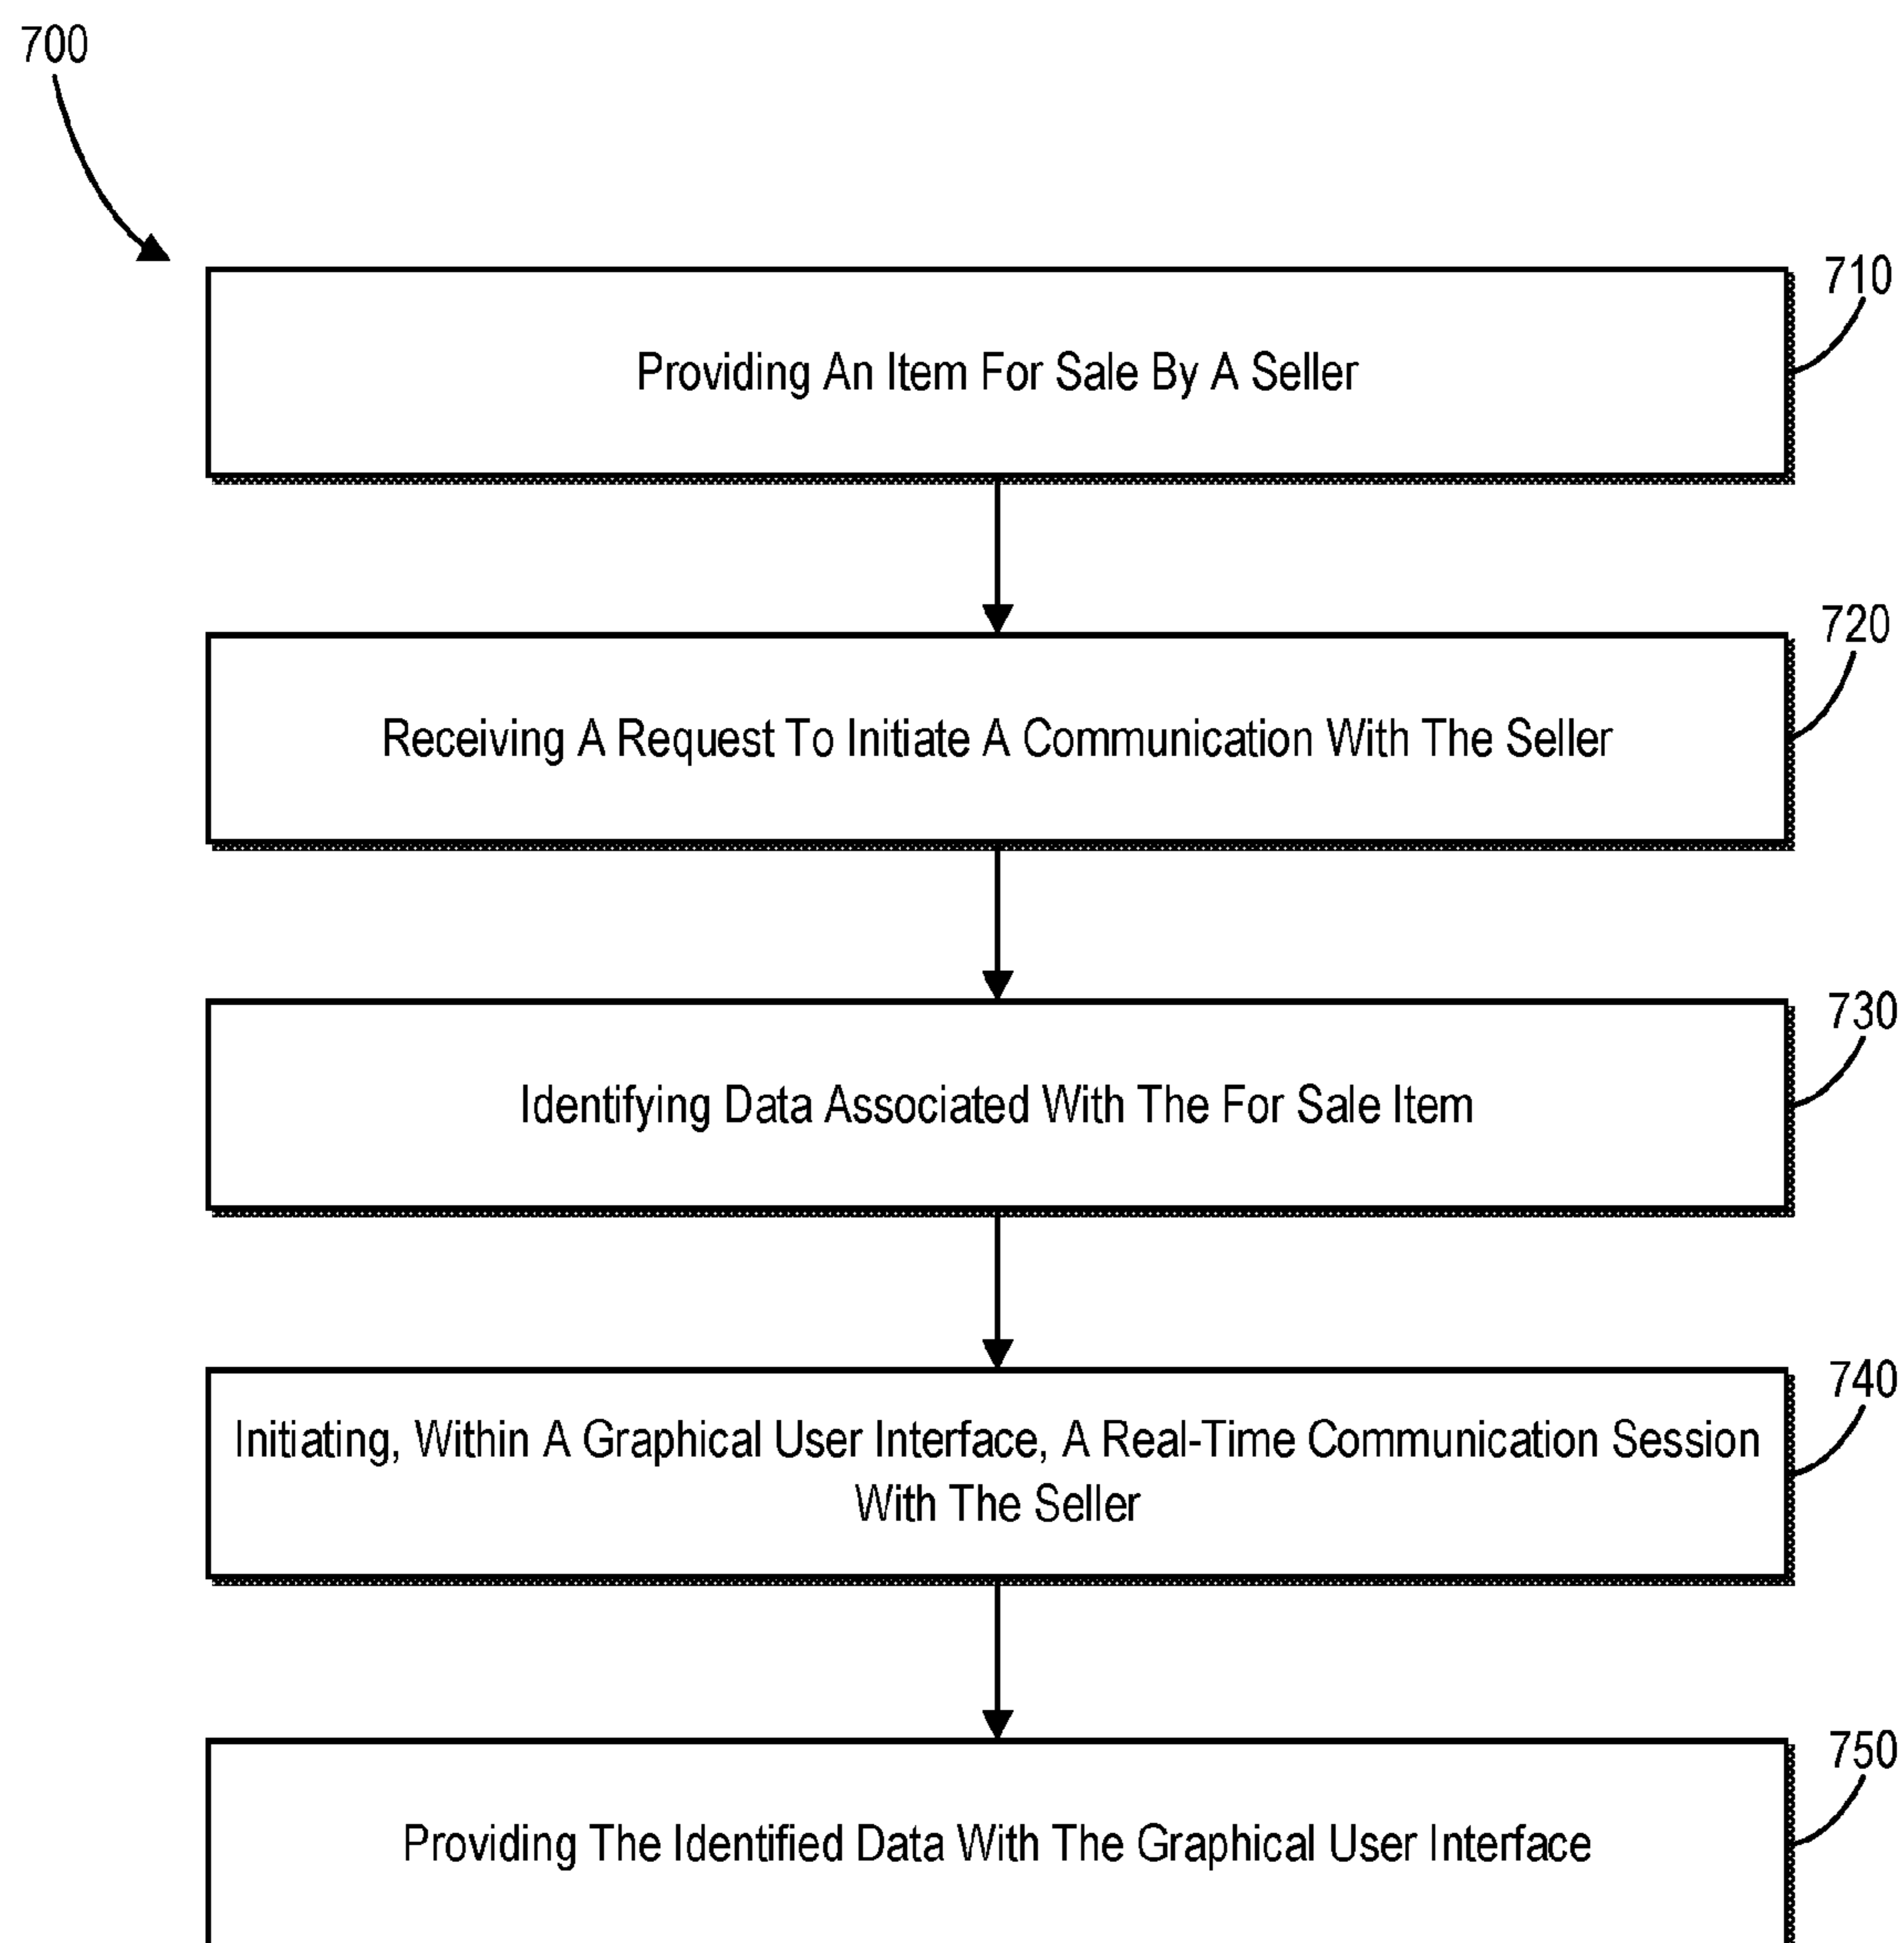 700
710
Providing An Item For Sale By A Seller
720
Receiving A Request To Initiate A Communication With The Seller
730
Identifying Data Associated With The For Sale Item
740
Initiating, Within A Graphical User Interface, A Real-Time Communication Session
With The Seller
750
Providing The Identified Data With The Graphical User Interface